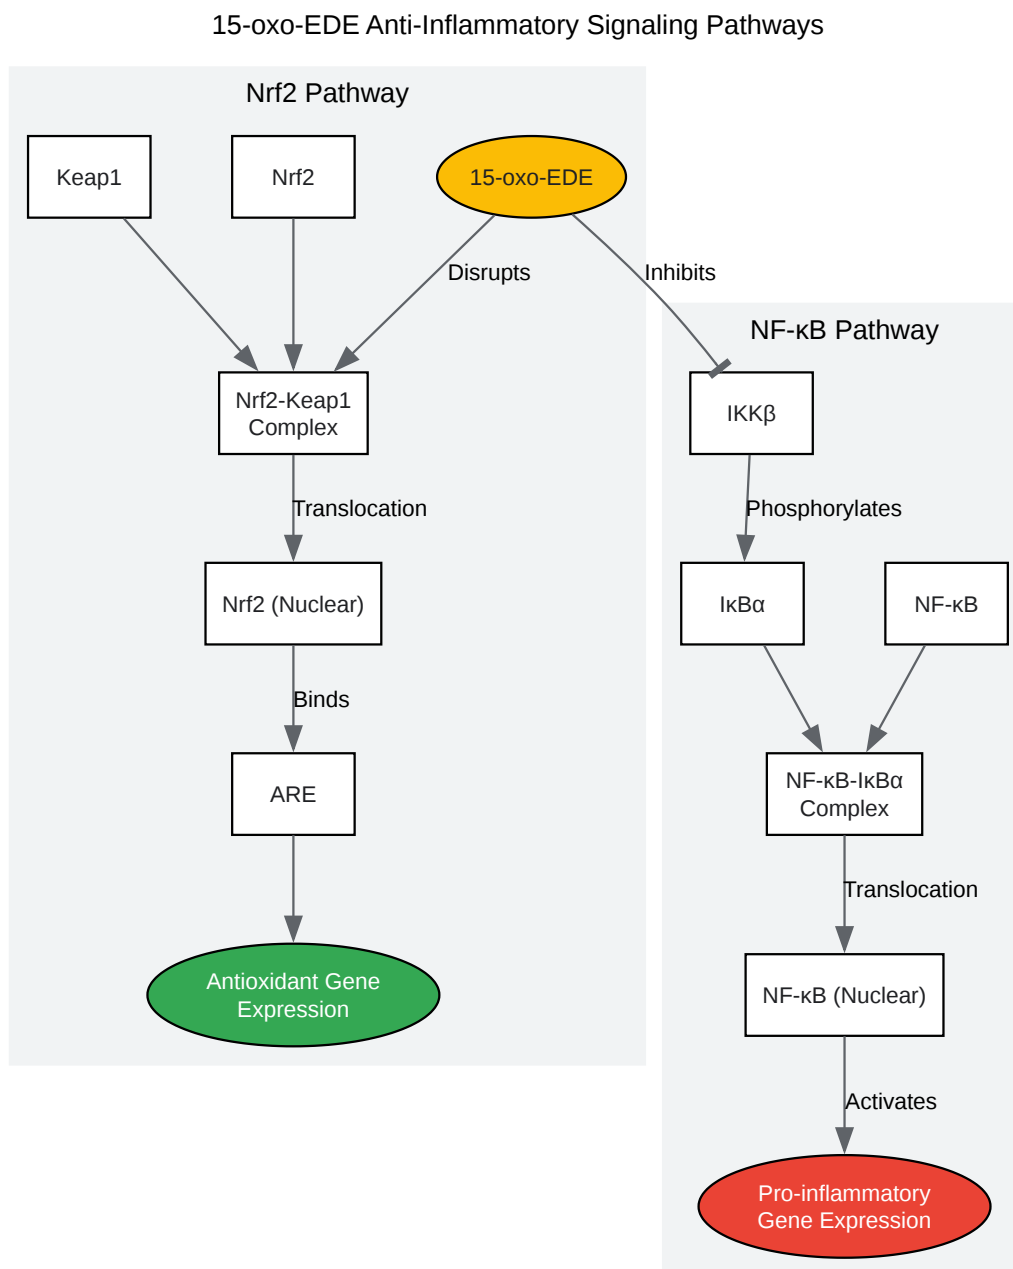 15-oxo-EDE Anti-Inflammatory Signaling Pathways
Nrf2 Pathway
Keap1
Nrf2
15-oxo-EDE
Disrupts
Inhibits
Nrf2-Keap1
Complex
Translocation
Nrf2 (Nuclear)
Binds
ARE
Antioxidant Gene
Expression
NF-κB Pathway
IKKβ
Phosphorylates
IκBα
NF-κB
NF-κB-IκBα
Complex
Translocation
NF-κB (Nuclear)
Activates
Pro-inflammatory
Gene Expression